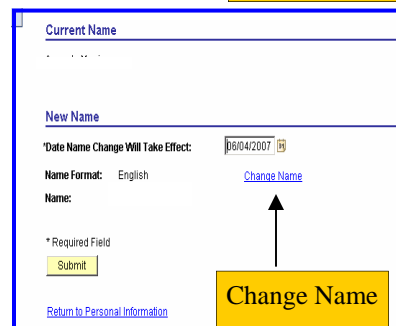 Current Name
New Name
*Date Name Change Will Take Effect: 06/04/2007
Name Format: English Change Name
Name:
* Required Field
Submit
Change Name
Return to Personal Information